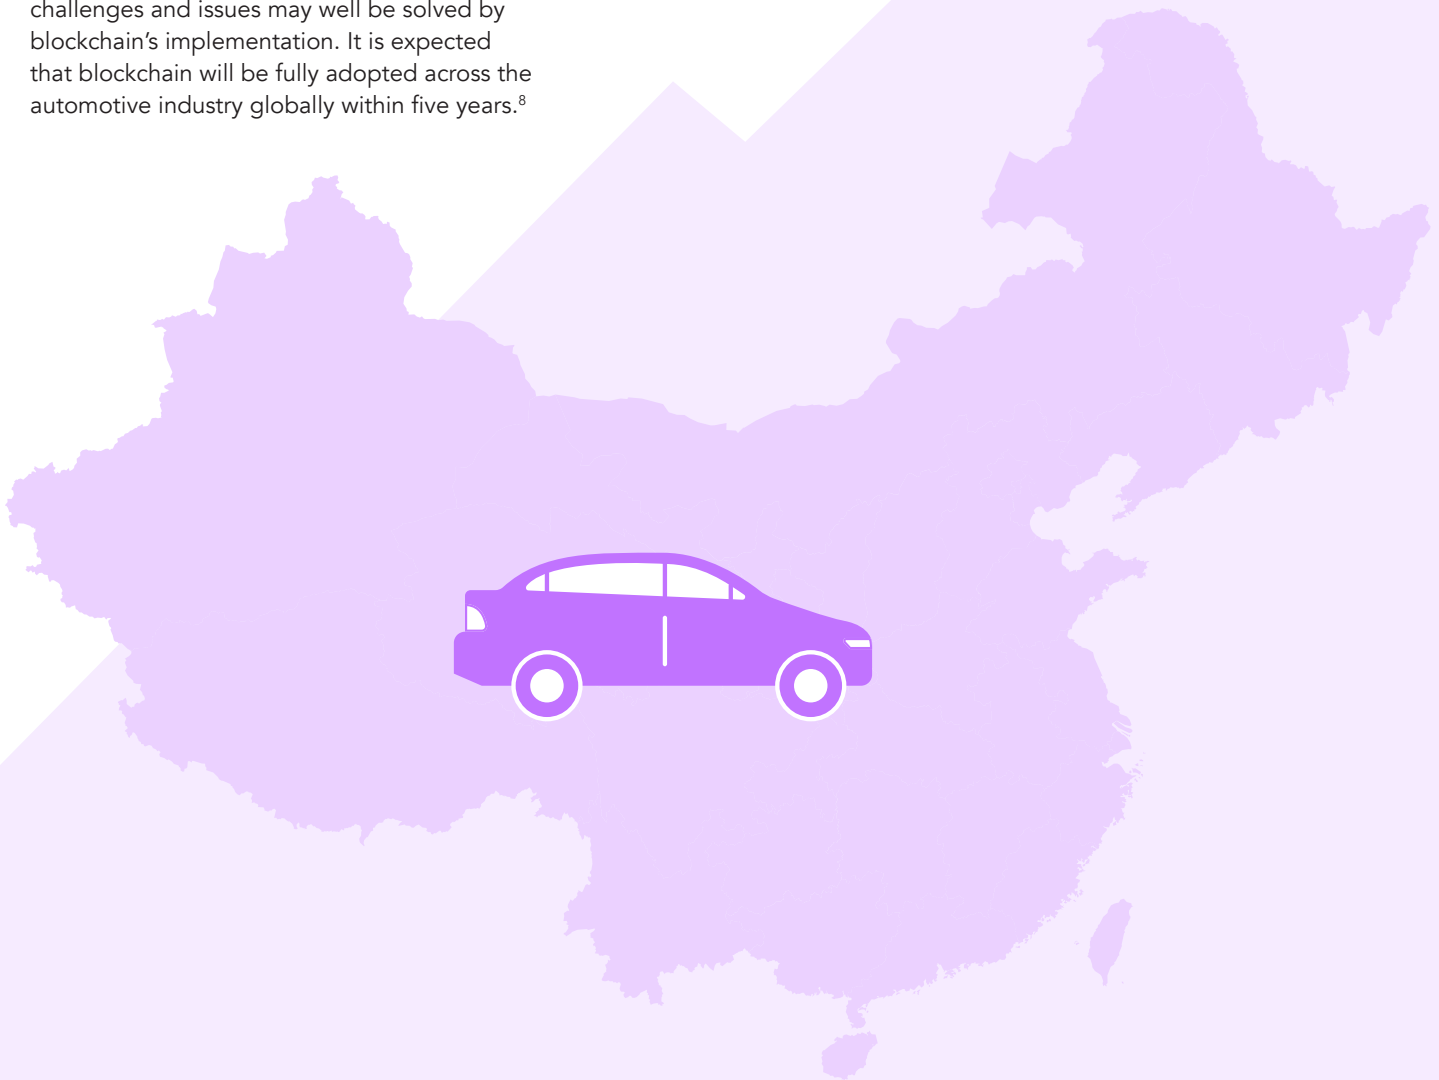 challenges and issues may well be solved by
blockchain’s implementation. It is expected
that blockchain will be fully adopted across the
automotive industry globally within five years.8